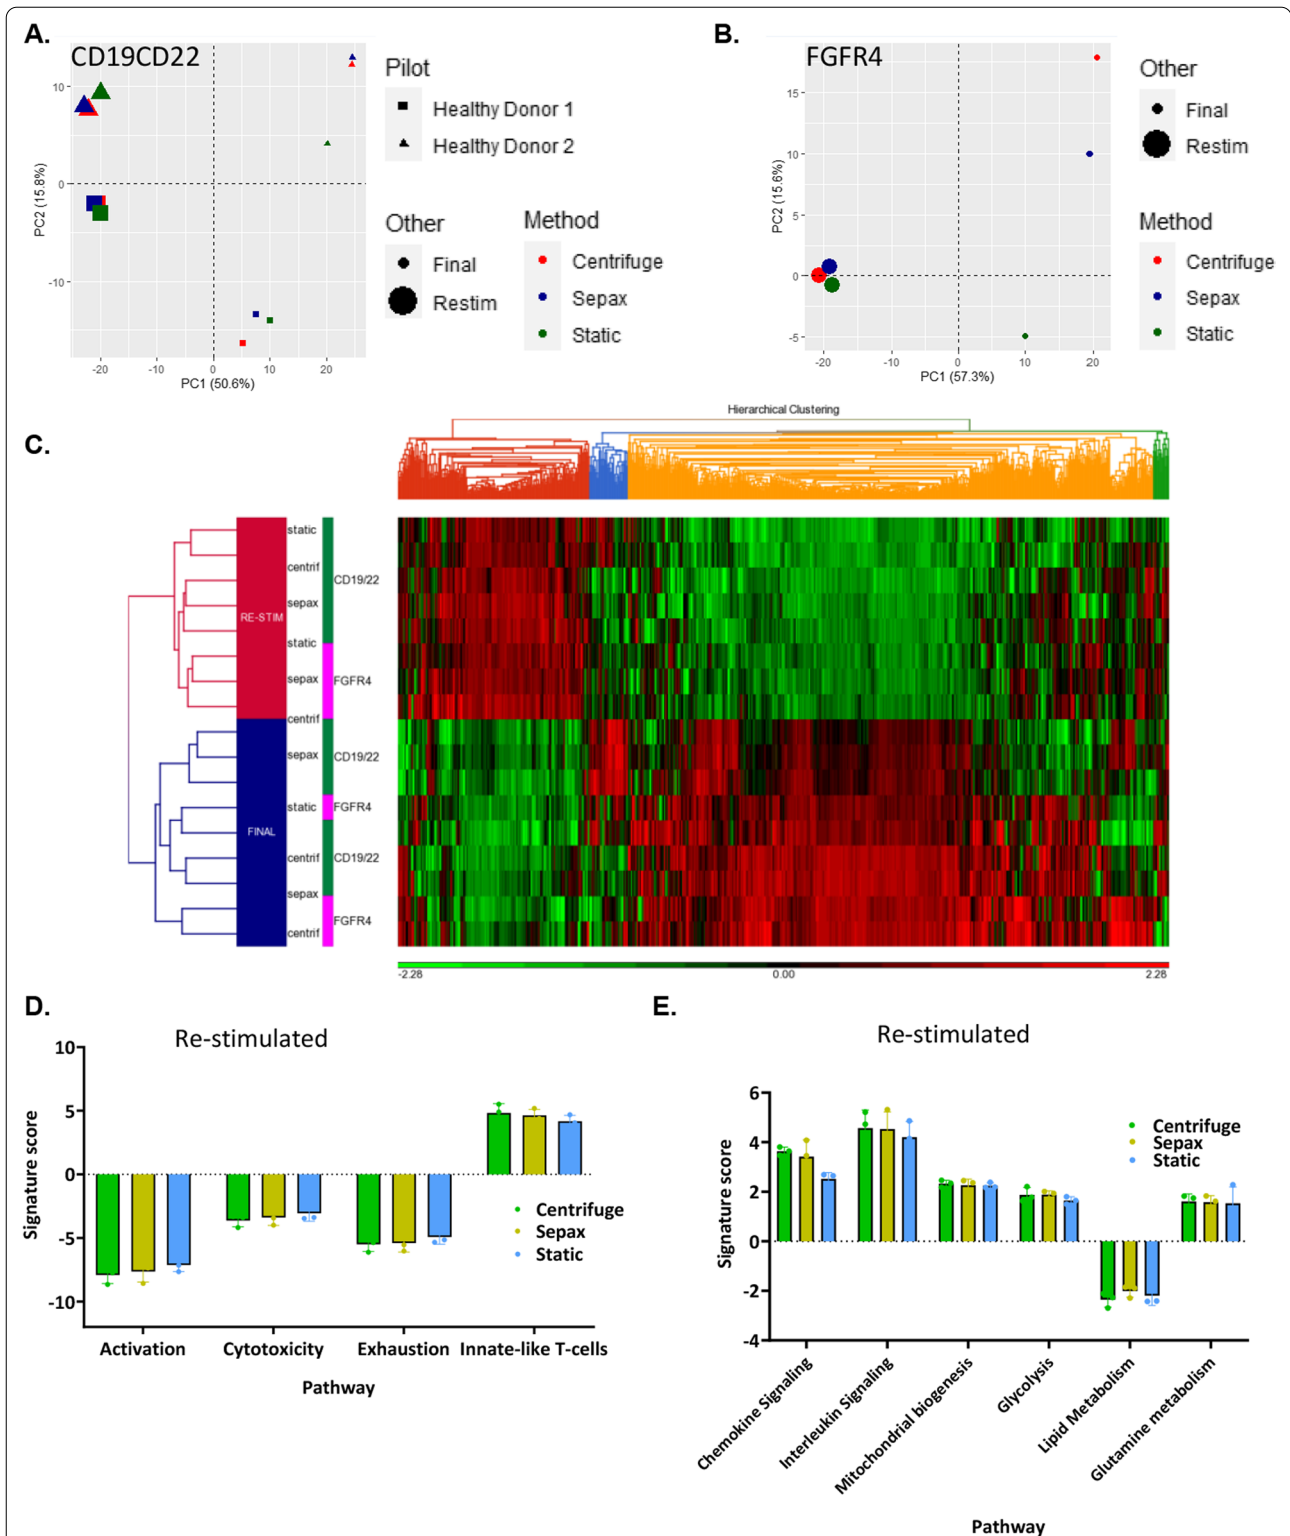 A.
CD19CD22
10
0
-10
-20
-10
0
10
20
PC2 (15.8%)
PC1 (50.6%)
Pilot
Healthy Donor 1
Healthy Donor 2
Other
Final
Restim
Method
Centrifuge
Sepax
Static
B.
FGFR4
15
10
5
0
-5
-20
-10
0
10
20
PC2 (15.6%)
PC1 (57.3%)
Other
Final
Restim
Method
Centrifuge
Sepax
Static
C.
Hierarchical Clustering
RE-STIM
FINAL
static
centrif
sepax
static
sepax
centrif
sepax
static
centrif
sepax
centrif
CD19/22
FGFR4
CD19/22
FGFR4
CD19/22
FGFR4
-2.28
0.00
2.28
D.
Re-stimulated
10
5
0
-5
-10
Signature score
Centrifuge
Sepax
Static
Activation
Cytotoxicity
Exhaustion
Innate-like T-cells
Pathway
E.
Re-stimulated
6
4
2
0
-2
-4
Signature score
Centrifuge
Sepax
Static
Chemokine Signaling
Interleukin Signaling
Mitochondrial biogenesis
Glycolysis
Lipid Metabolism
Glutamine metabolism
Pathway